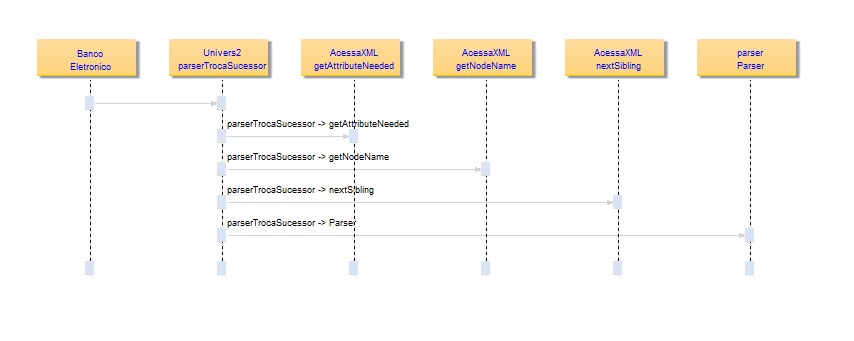 Banco
Eletronico
Univers2
parserTrocaSucessor
AcessaXML
getAttributeNeeded
AcessaXML
getNodeName
AcessaXML
nextSibling
parser
Parser
parserTrocaSucessor -> getAttributeNeeded
parserTrocaSucessor -> getNodeName
parserTrocaSucessor -> nextSibling
parserTrocaSucessor -> Parser